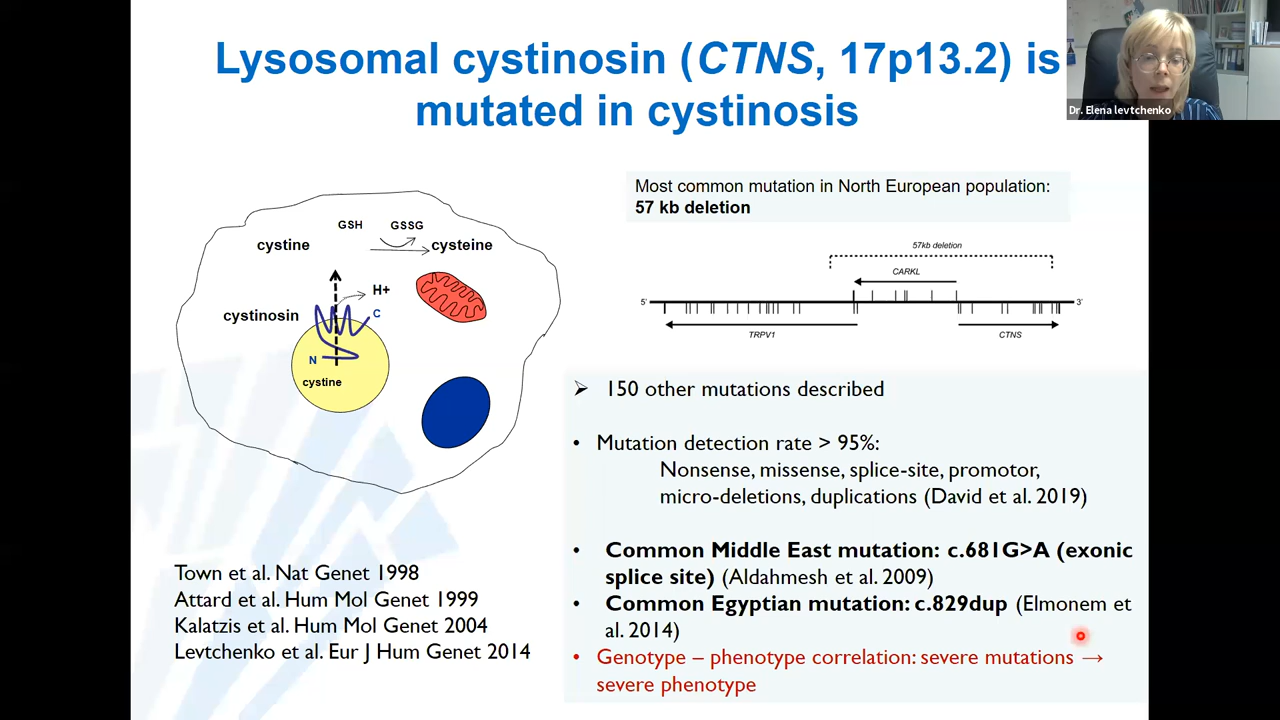 Lysosomal cystinosin (CTNS, 17p13.2) is
mutated in cystinosis
Dr. Elena levtchenko
GSH
GSSG
cystine
cysteine
H+
cystinosin
C
N
cystine
Town et al. Nat Genet 1998
Attard et al. Hum Mol Genet 1999
Kalatzis et al. Hum Mol Genet 2004
Levtchenko et al. Eur J Hum Genet 2014
Most common mutation in North European population:
57 kb deletion
57kb deletion
CARKL
5'
3'
TRPV1
CTNS
➢ 150 other mutations described
• Mutation detection rate > 95%:
Nonsense, missense, splice-site, promotor,
micro-deletions, duplications (David et al. 2019)
• Common Middle East mutation: c.681G>A (exonic
splice site) (Aldahmesh et al. 2009)
• Common Egyptian mutation: c.829dup (Elmonem et
al. 2014)
• Genotype – phenotype correlation: severe mutations →
severe phenotype